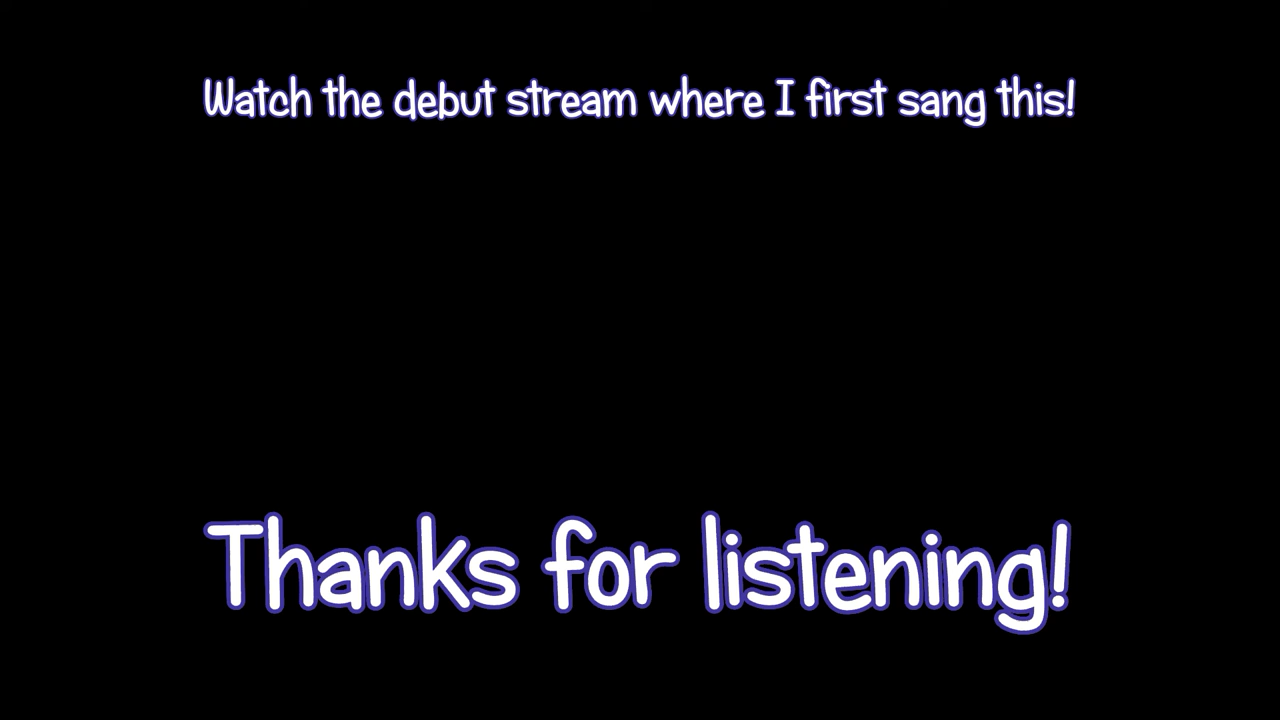 Watch the debut stream where I first sang this!
Thanks for listening!